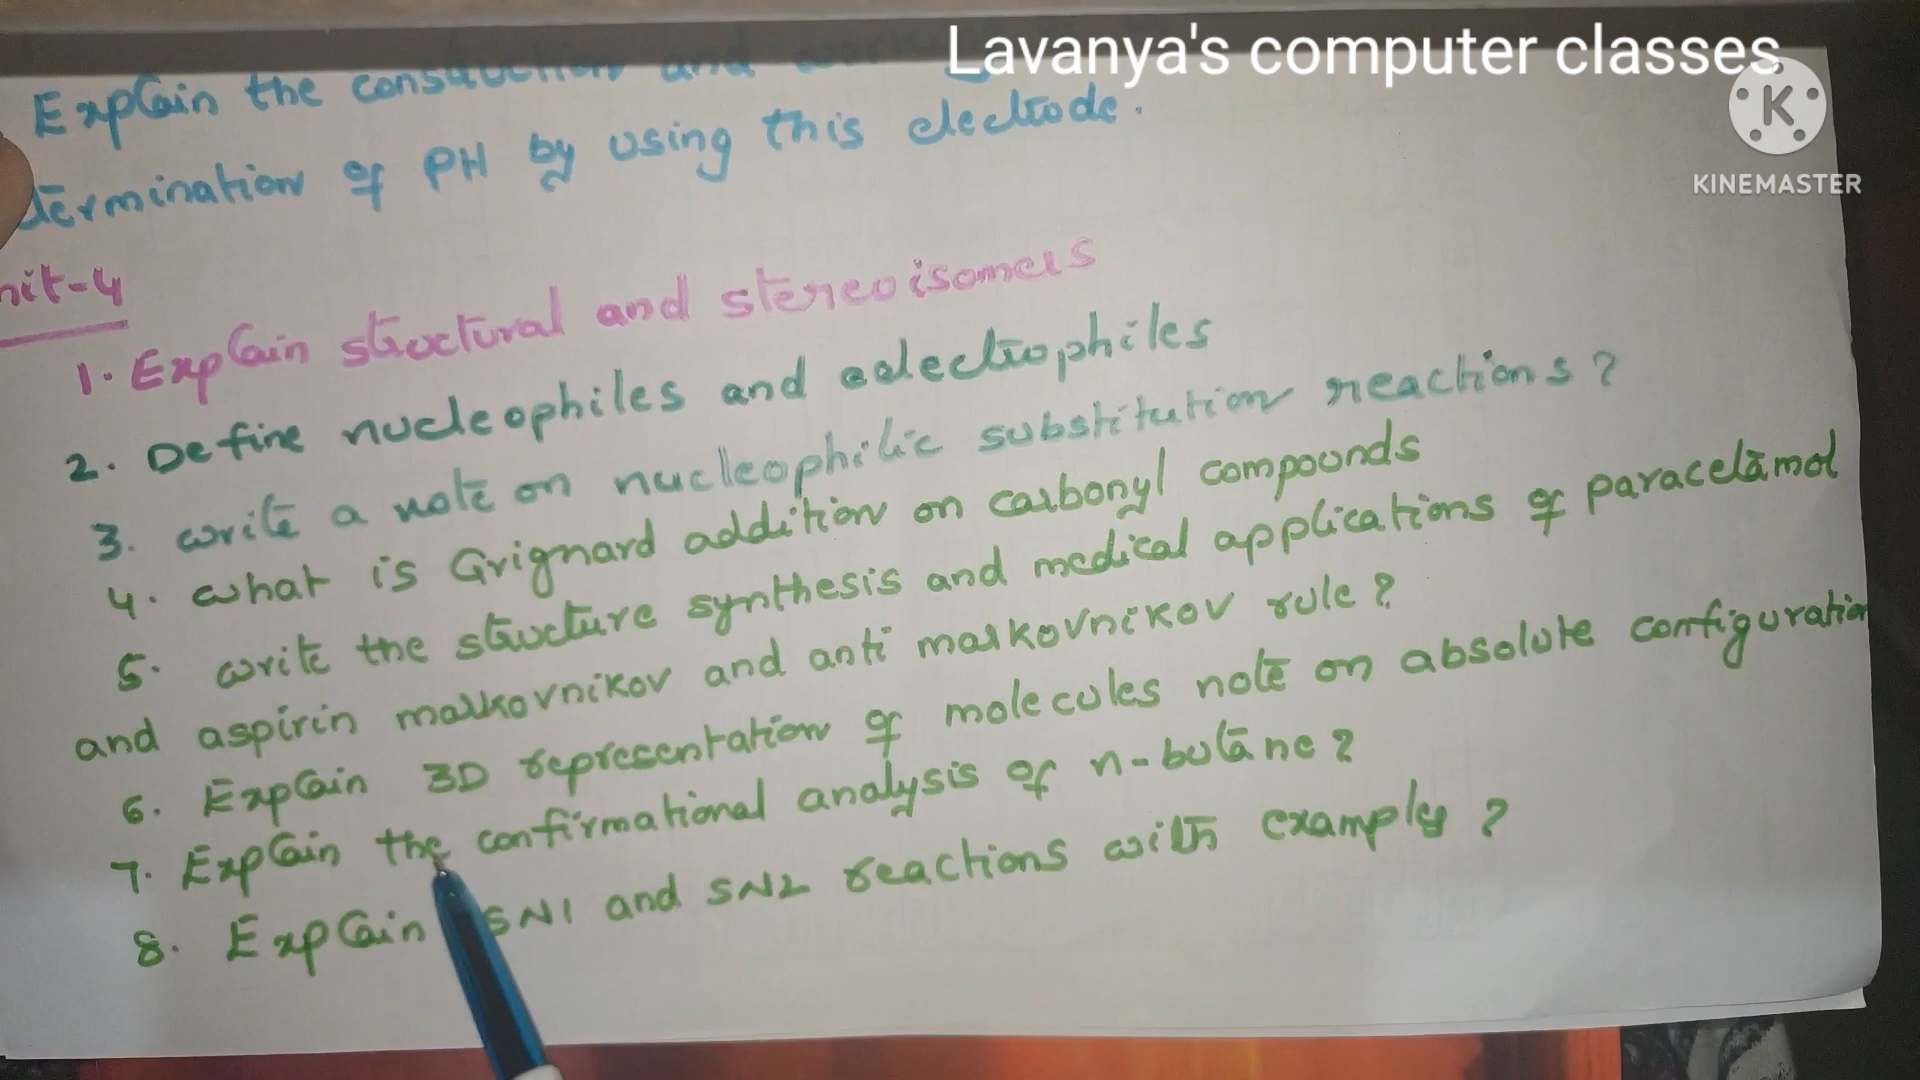 Lavanya's computer classes
K
KINEMASTER
Explain the construction and
termination of PH by using this electrode.
nit-4
1. Explain structural and stereoisomers
2. Define nucleophiles and eelectrophiles
3. write a note on nucleophilic substitution reactions?
4. what is Grignard addition on carbonyl compounds
5. write the structure synthesis and medical applications of paracetamol
and aspirin markovnikov and anti markovnikov rule?
6. Explain 3D representation of molecules note on absolute configuration
7. Explain the confirmational analysis of n-butane?
8. Explain SN1 and SN2 reactions with examples?